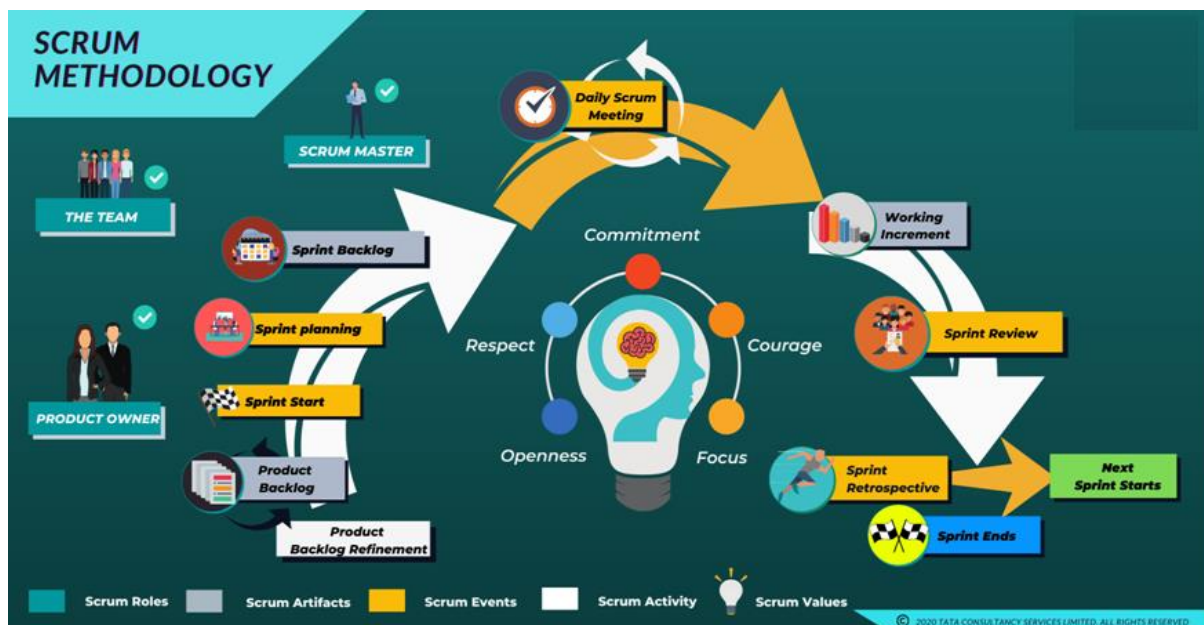 SCRUM
METHODOLOGY
SCRUM MASTER
THE TEAM
PRODUCT OWNER
Daily Scrum
Meeting
Sprint Backlog
Sprint planning
Sprint Start
Product
Backlog
Product
Backlog Refinement
Commitment
Respect
Courage
Openness
Focus
Working
Increment
Sprint Review
Sprint
Retrospective
Next
Sprint Starts
Sprint Ends
Scrum Roles
Scrum Artifacts
Scrum Events
Scrum Activity
Scrum Values
© 2020 TATA CONSULTANCY SERVICES LIMITED. ALL RIGHTS RESERVED